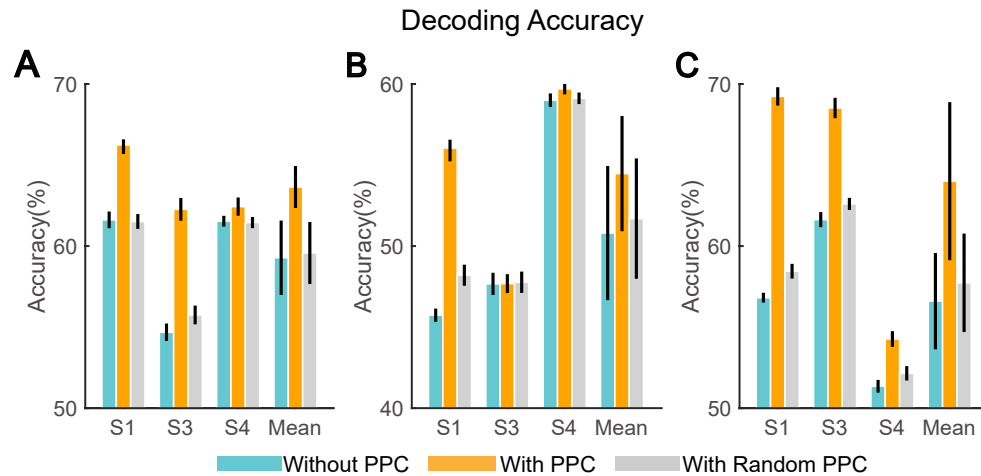 Decoding Accuracy
A
B
C
Accuracy(%)
70
60
50
S1 S3 S4 Mean
Accuracy(%)
60
50
40
S1 S3 S4 Mean
Accuracy(%)
70
60
50
S1 S3 S4 Mean
Without PPC With PPC With Random PPC